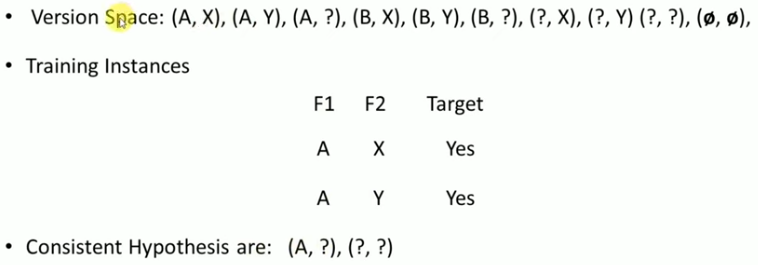 • Version Space: (A, X), (A, Y), (A, ?), (B, X), (B, Y), (B, ?), (?, X), (?, Y) (?, ?), (ø, ø),
• Training Instances
F1 F2 Target
A X Yes
A Y Yes
• Consistent Hypothesis are: (A, ?), (?, ?)